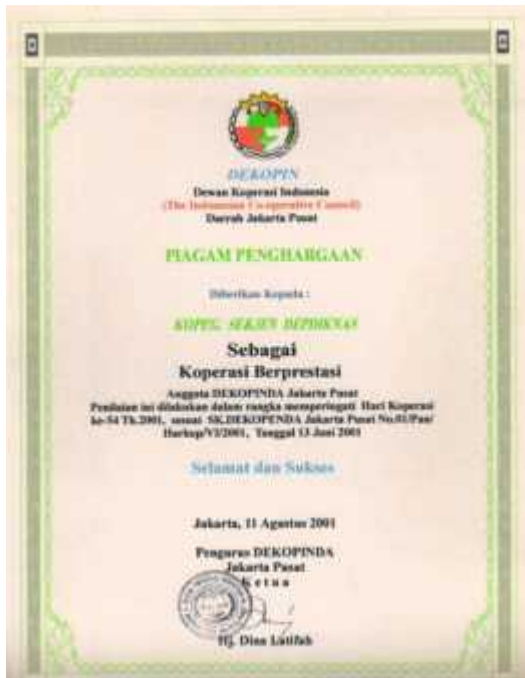 DEKOPIN
Dewan Koperasi Indonesia
(The Indonesian Co-operative Council)
Daerah Jakarta Pusat
PIAGAM PENGHARGAAN
Diberikan Kepada :
KOPEG. SEKJEN DEPDIKNAS
Sebagai
Koperasi Berprestasi
Anggota DEKOPINDA Jakarta Pusat
Penilaian ini dilakukan dalam rangka memperingati Hari Koperasi
ke-54 Th.2001, sesuai SK.DEKOPENDA Jakarta Pusat No.01/Pan/
Harkop/VI/2001, Tanggal 13 Juni 2001
Selamat dan Sukses
Jakarta, 11 Agustus 2001
Pengurus DEKOPINDA
Jakarta Pusat
K e t u a
Hj. Dina Latifah